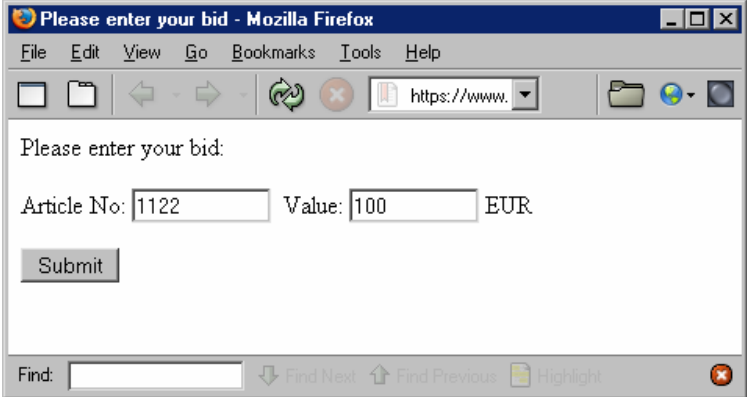 Please enter your bid - Mozilla Firefox
File Edit View Go Bookmarks Tools Help
https://www.
Please enter your bid:
Article No: 1122 Value: 100 EUR
Submit
Find: Find Next Find Previous Highlight